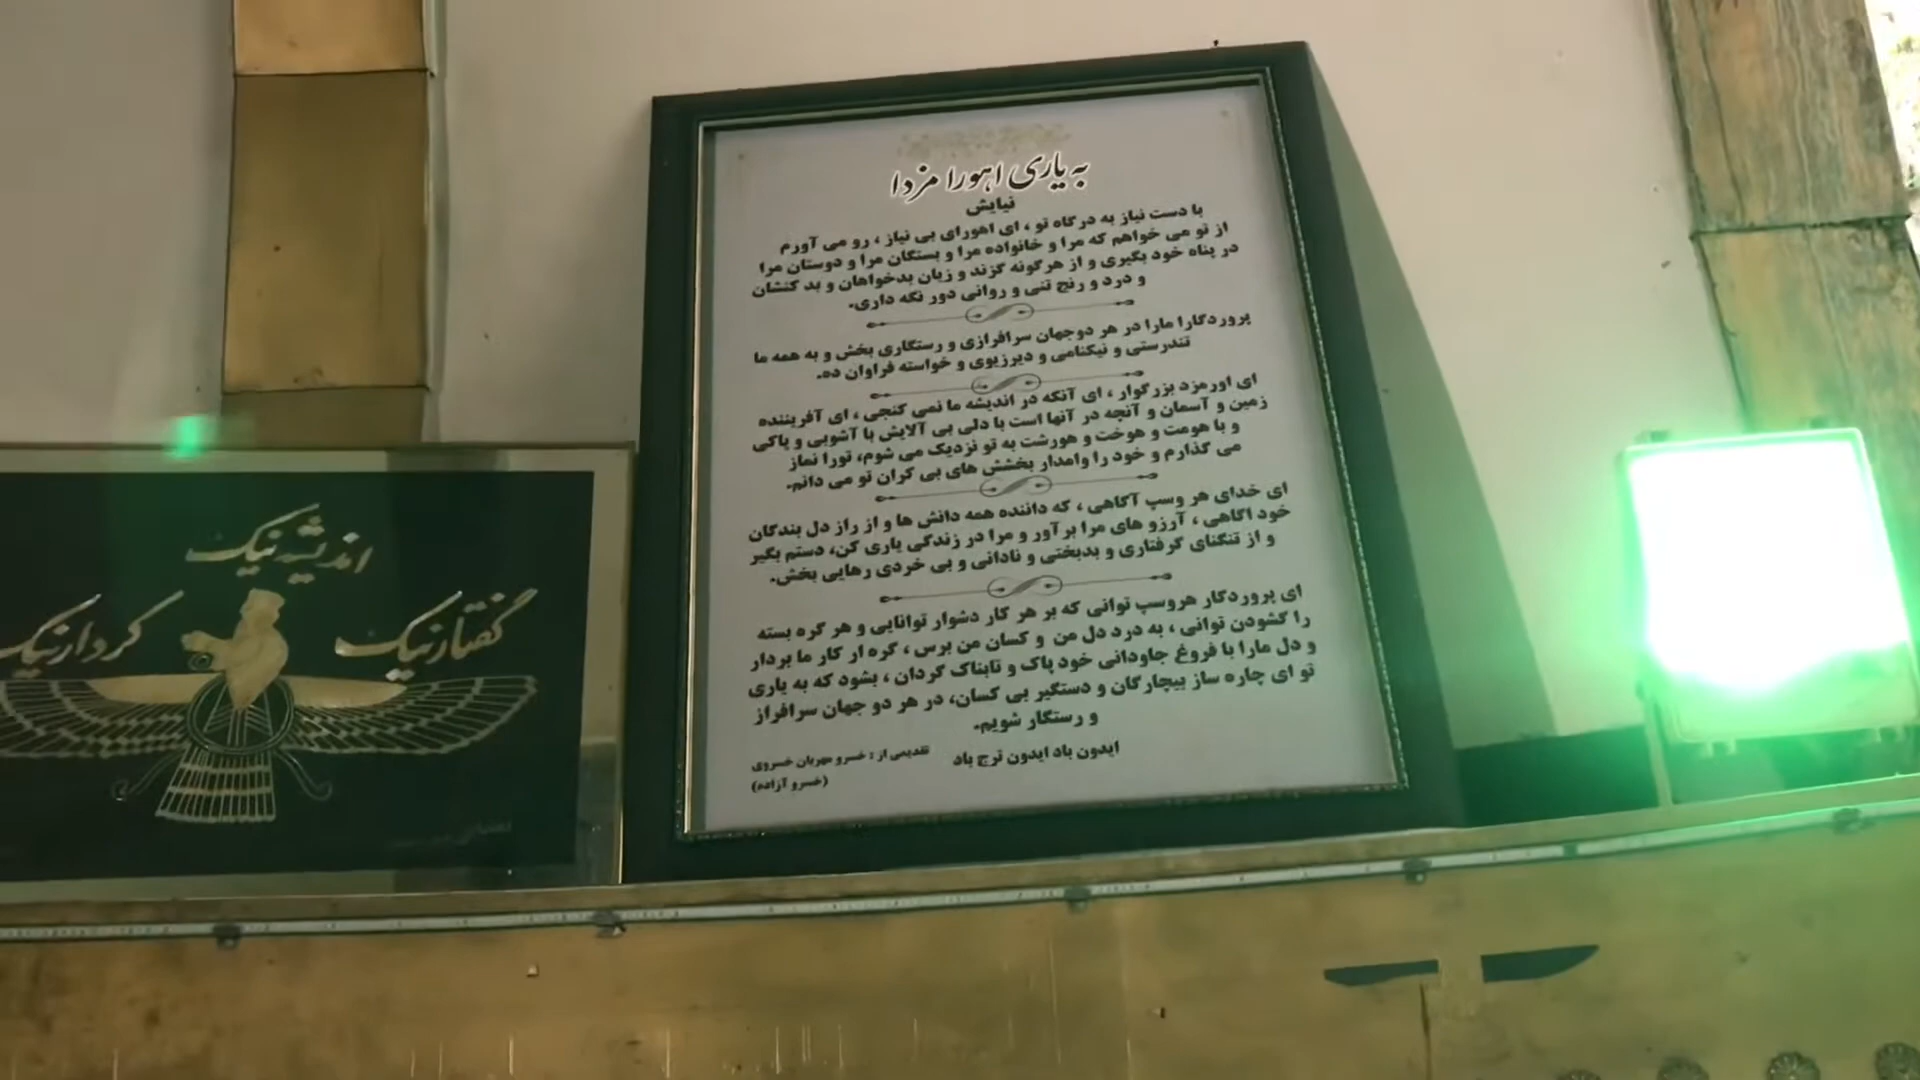 به یاری اهورا مزدا
نیایش
با دست نیاز به درگاه تو ، ای اهورای بی نیاز ، رو می آورم
از تو می خواهم که مرا و خانواده مرا و بستگان مرا و دوستان مرا
در پناه خود بگیری و از هرگونه گزند و زیان بدخواهان و بد کنشان
و درد و رنج تنی و روانی دور نگه داری.
پروردگارا مارا در هر دوجهان سرافرازی و رستگاری بخش و به همه ما
تندرستی و نیکنامی و دیرزیوی و خواسته فراوان ده.
ای اورمزد بزرگوار ، ای آنکه در اندیشه ما نمی گنجی ، ای آفریننده
زمین و آسمان و آنچه در آنها است با دلی بی آلایش با آشویی و پاکی
و با هومت و هوخت و هورشت به تو نزدیک می شوم، تورا نماز
می گذارم و خود را وامدار بخشش های بی کران تو می دانم.
ای خدای هر وسپ آگاهی ، که داننده همه دانش ها و از راز دل بندگان
خود آگاهی ، آرزو های مرا برآور و مرا در زندگی یاری کن، دستم بگیر
و از تنگنای گرفتاری و بدبختی و نادانی و بی خردی رهایی بخش.
ای پروردگار هروسپ توانی که بر هر کار دشوار توانایی و هر گره بسته
را گشودن توانی ، به درد دل من و کسان من برس ، گره از کار ما بردار
و دل مارا با فروغ جاودانی خود پاک و تابناک گردان ، بشود که به یاری
تو ای چاره ساز بیچارگان و دستگیر بی کسان، در هر دو جهان سرافراز
و رستگار شویم.
ایدون باد ایدون ترج باد
تقدیمی از : خسرو مهربان خسروی
(خسرو آزاده)
اندیشه نیک
گفتار نیک
کردار نیک